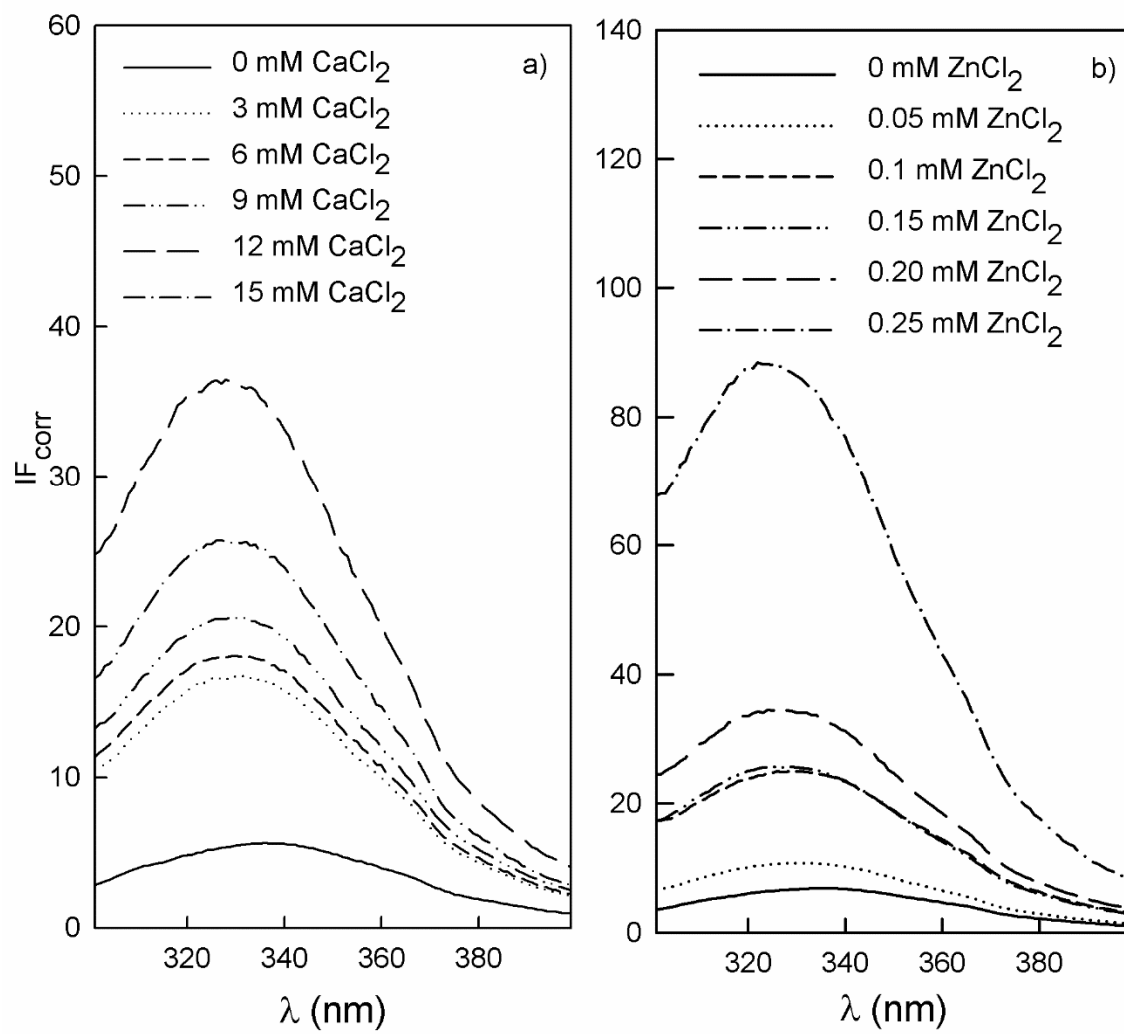 60
50
40
30
20
10
0
IF_corr
a)
0 mM CaCl₂
3 mM CaCl₂
6 mM CaCl₂
9 mM CaCl₂
12 mM CaCl₂
15 mM CaCl₂
320 340 360 380
λ (nm)
140
120
100
80
60
40
20
0
b)
0 mM ZnCl₂
0.05 mM ZnCl₂
0.1 mM ZnCl₂
0.15 mM ZnCl₂
0.20 mM ZnCl₂
0.25 mM ZnCl₂
320 340 360 380
λ (nm)